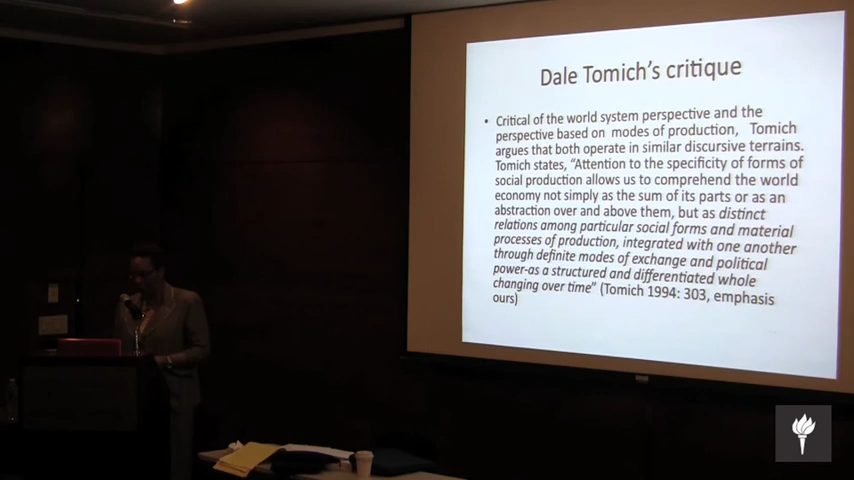 Dale Tomich's critique
• Critical of the world system perspective and the
perspective based on modes of production, Tomich
argues that both operate in similar discursive terrains.
Tomich states, "Attention to the specificity of forms of
social production allows us to comprehend the world
economy not simply as the sum of its parts or as an
abstraction over and above them, but as distinct
relations among particular social forms and material
processes of production, integrated with one another
through definite modes of exchange and political
power-as a structured and differentiated whole
changing over time" (Tomich 1994: 303, emphasis
ours)